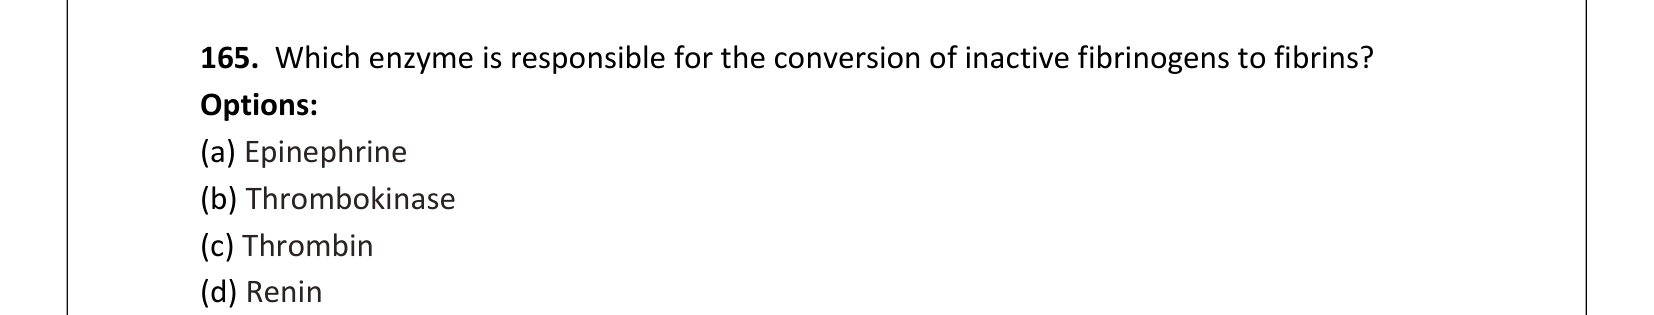 165. Which enzyme is responsible for the conversion of inactive fibrinogens to fibrins?
Options:
(a) Epinephrine
(b) Thrombokinase
(c) Thrombin
(d) Renin